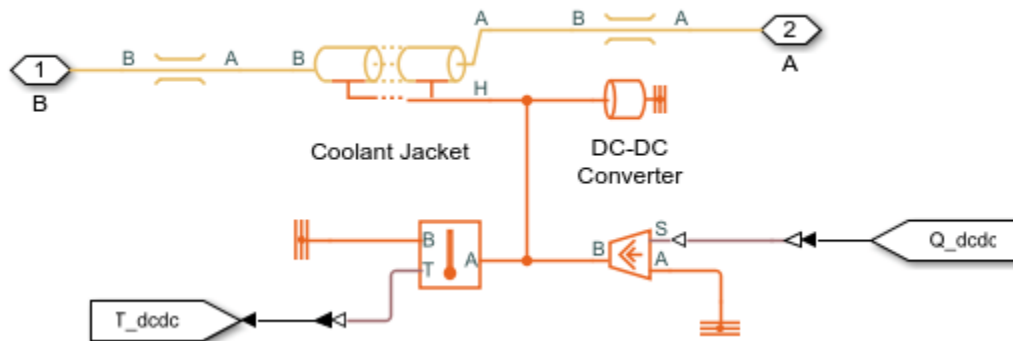 A B A 2
B A B
1
A
B
H
Coolant Jacket
DC-DC
Converter
B
T
A
B
S
A
Q_dcdc
T_dcdc